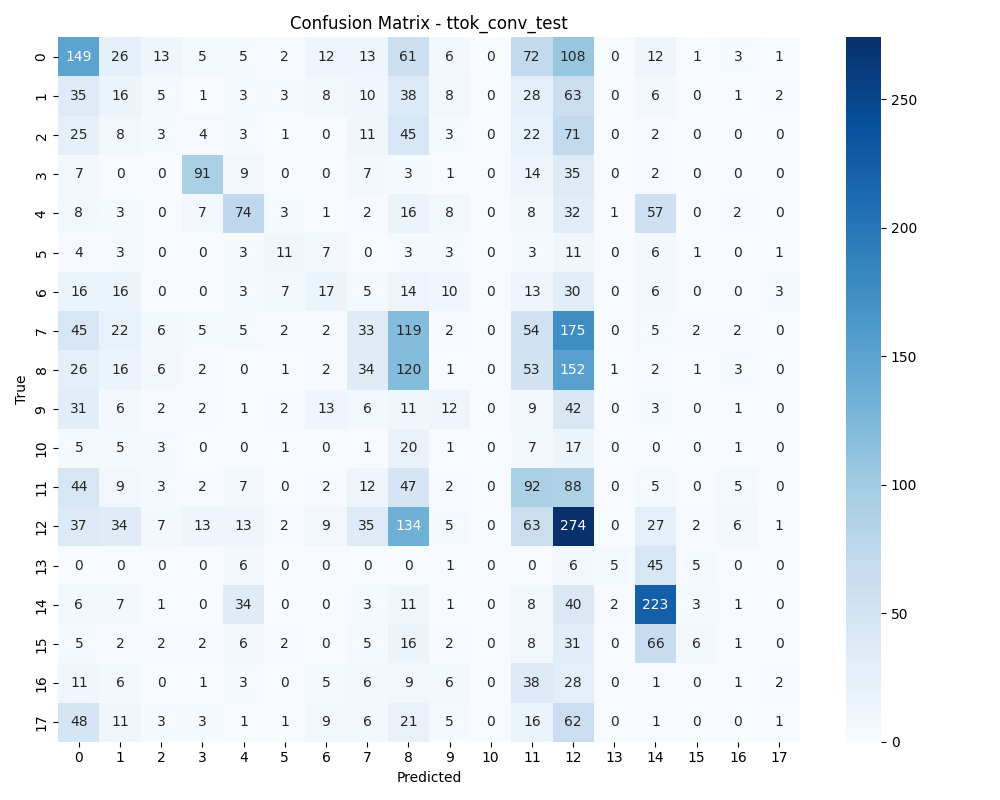 Confusion Matrix - ttok_conv_test
0 149 26 13 5 5 2 12 13 61 6 0 72 108 0 12 1 3 1
1 35 16 5 1 3 3 8 10 38 8 0 28 63 0 6 0 1 2
2 25 8 3 4 3 1 0 11 45 3 0 22 71 0 2 0 0 0
3 7 0 0 91 9 0 0 7 3 1 0 14 35 0 2 0 0 0
4 8 3 0 7 74 3 1 2 16 8 0 8 32 1 57 0 2 0
5 4 3 0 0 3 11 7 0 3 3 0 3 11 0 6 1 0 1
6 16 16 0 0 3 7 17 5 14 10 0 13 30 0 6 0 0 3
7 45 22 6 5 5 2 2 33 119 2 0 54 175 0 5 2 2 0
8 26 16 6 2 0 1 2 34 120 1 0 53 152 1 2 1 3 0
9 31 6 2 2 1 2 13 6 11 12 0 9 42 0 3 0 1 0
10 5 5 3 0 0 1 0 1 20 1 0 7 17 0 0 0 1 0
11 44 9 3 2 7 0 2 12 47 2 0 92 88 0 5 0 5 0
12 37 34 7 13 13 2 9 35 134 5 0 63 274 0 27 2 6 1
13 0 0 0 0 6 0 0 0 0 1 0 0 6 5 45 5 0 0
14 6 7 1 0 34 0 0 3 11 1 0 8 40 2 223 3 1 0
15 5 2 2 2 6 2 0 5 16 2 0 8 31 0 66 6 1 0
16 11 6 0 1 3 0 5 6 9 6 0 38 28 0 1 0 1 2
17 48 11 3 3 1 1 9 6 21 5 0 16 62 0 1 0 0 1
0 1 2 3 4 5 6 7 8 9 10 11 12 13 14 15 16 17
Predicted
True
250
200
150
100
50
0